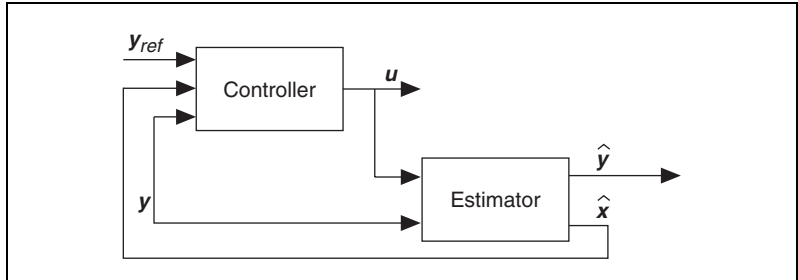 y_ref
Controller
u
y
Estimator
ŷ
x̂